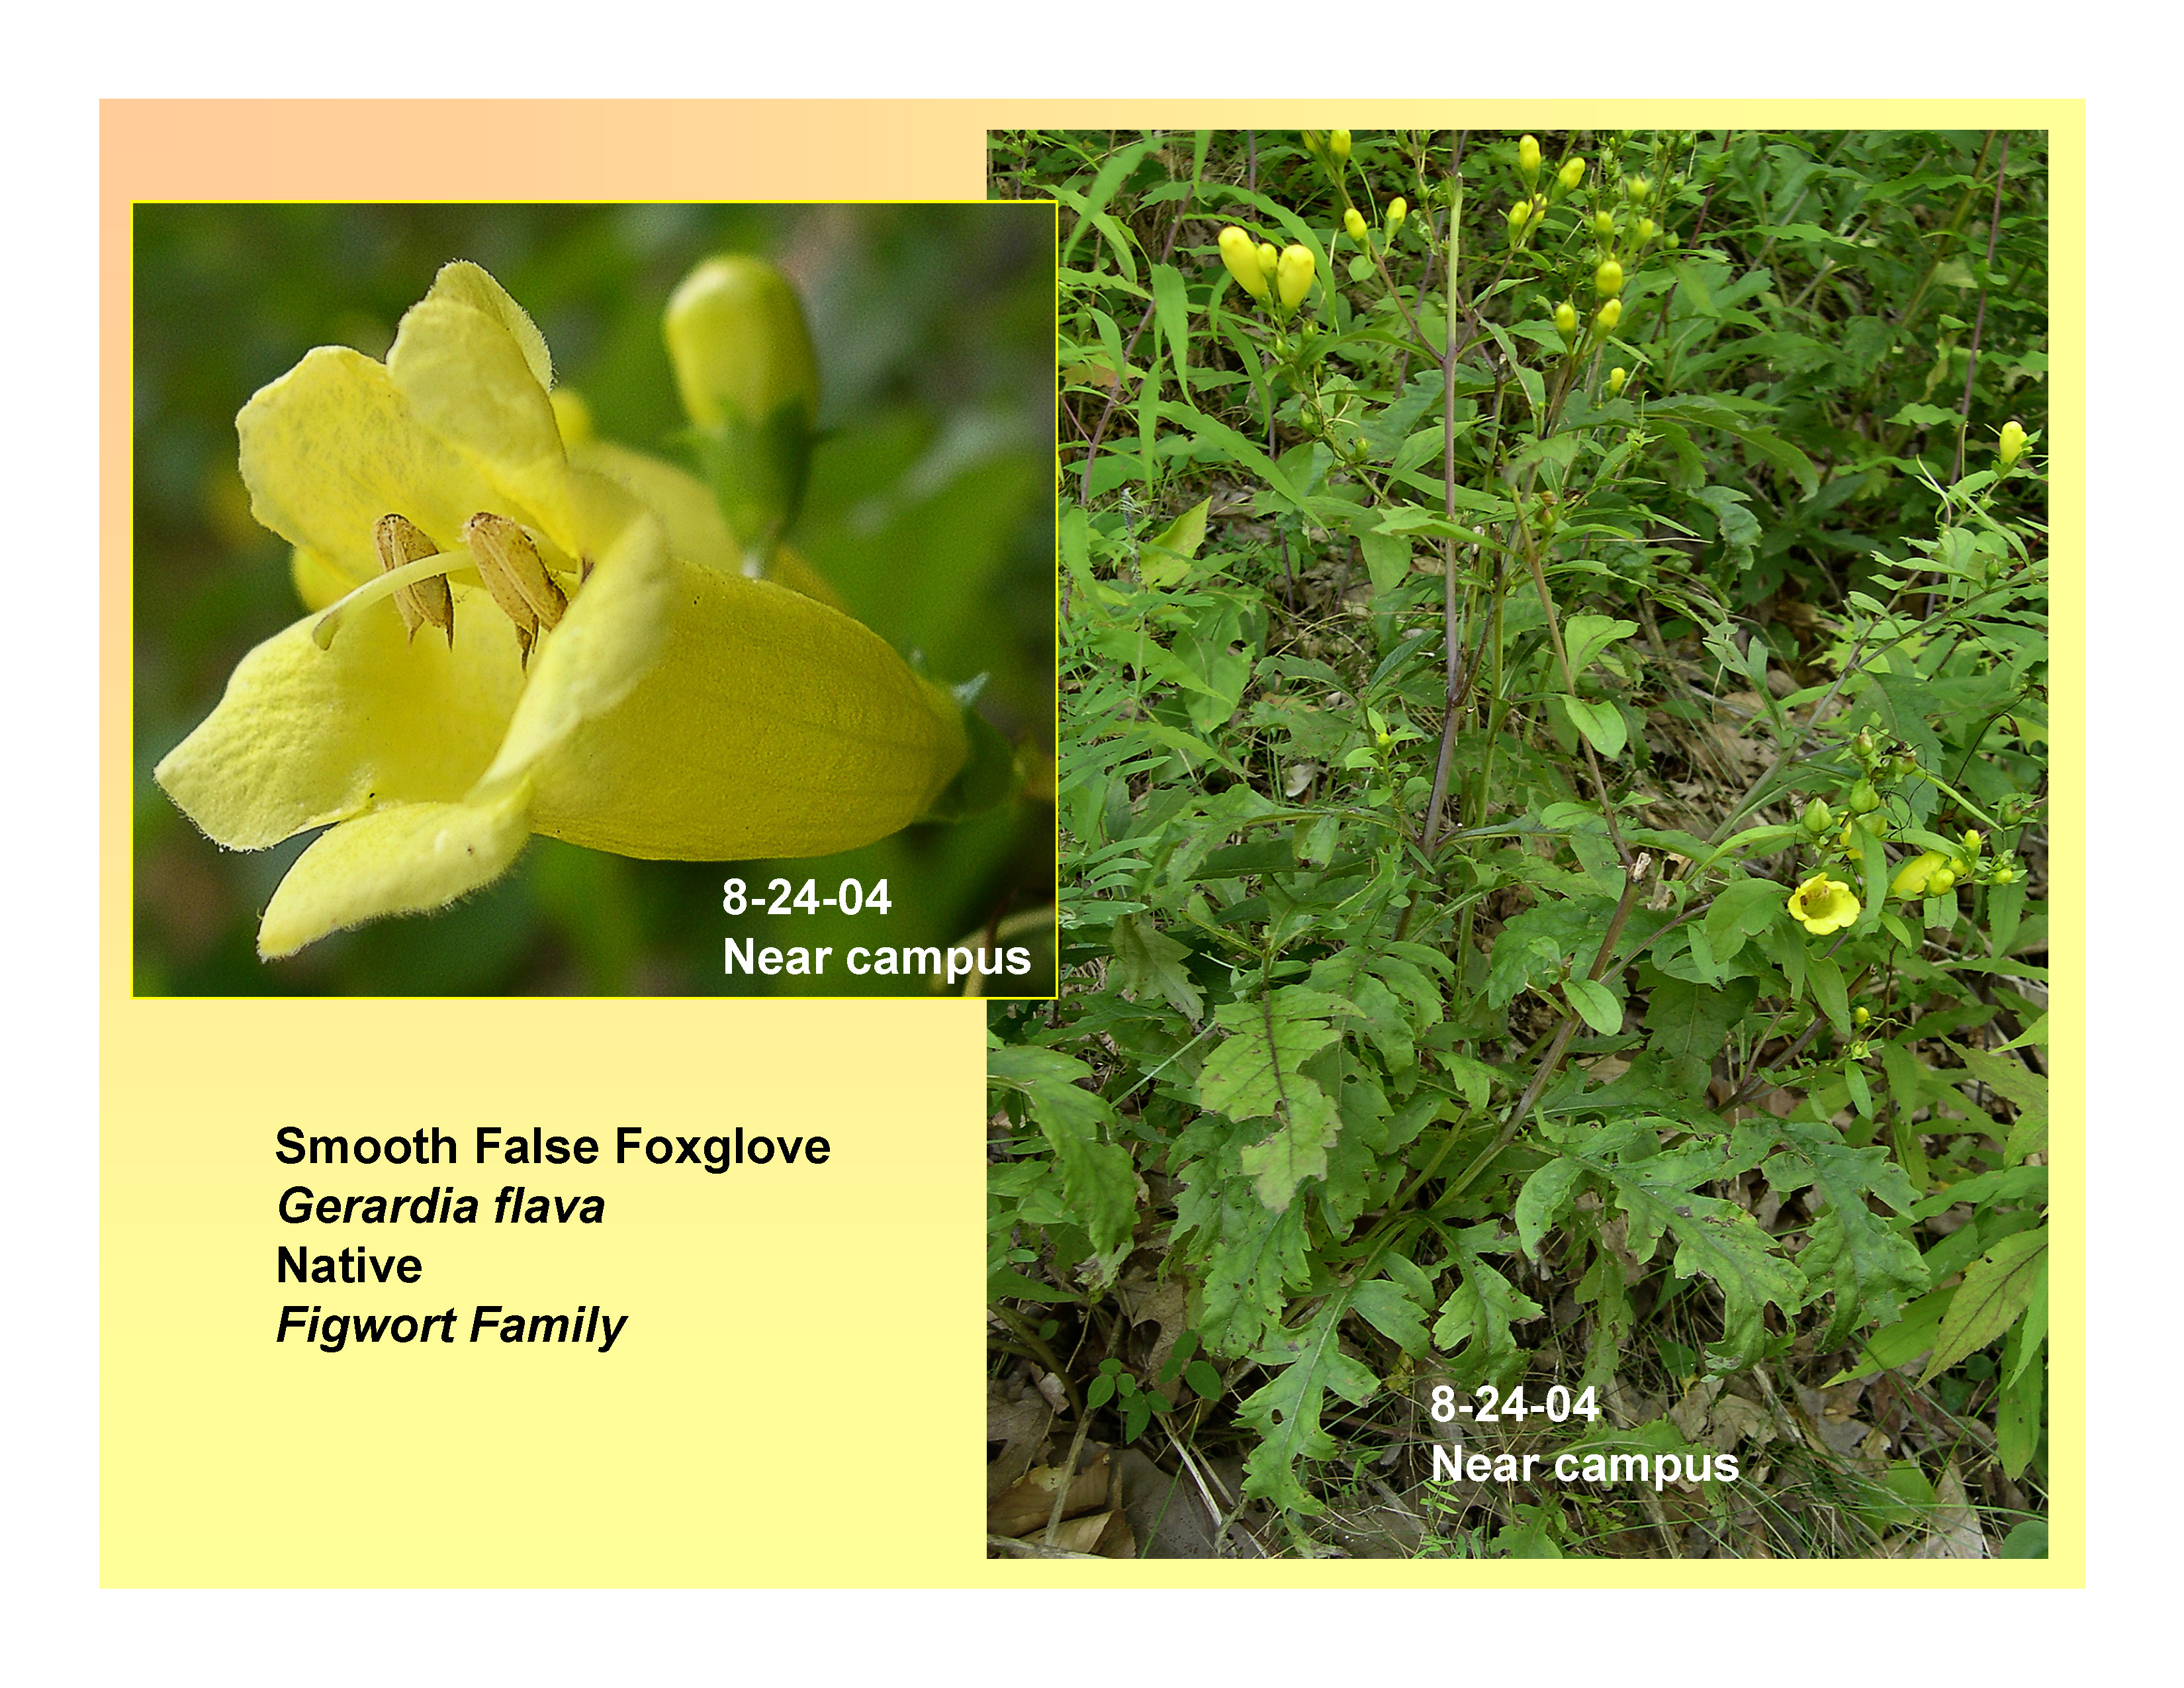 8-24-04
Near campus
Smooth False Foxglove
Gerardia flava
Native
Figwort Family
8-24-04
Near campus